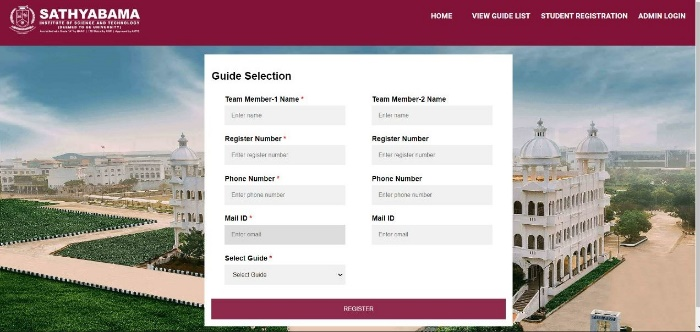 SATHYABAMA
INSTITUTE OF SCIENCE AND TECHNOLOGY
(DEEMED TO BE UNIVERSITY)
HOME VIEW GUIDE LIST STUDENT REGISTRATION ADMIN LOGIN
Guide Selection
Team Member-1 Name * Team Member-2 Name
Enter name Enter name
Register Number * Register Number
Enter register number Enter register number
Phone Number * Phone Number
Enter phone number Enter phone number
Mail ID * Mail ID
Enter email Enter email
Select Guide *
Select Guide
REGISTER